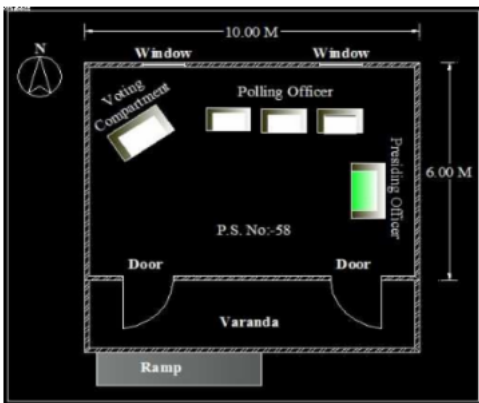 10.00 M
N
Window
Window
Voting
Compartment
Polling Officer
Presiding Officer
6.00 M
P.S. No:-58
Door
Door
Varanda
Ramp